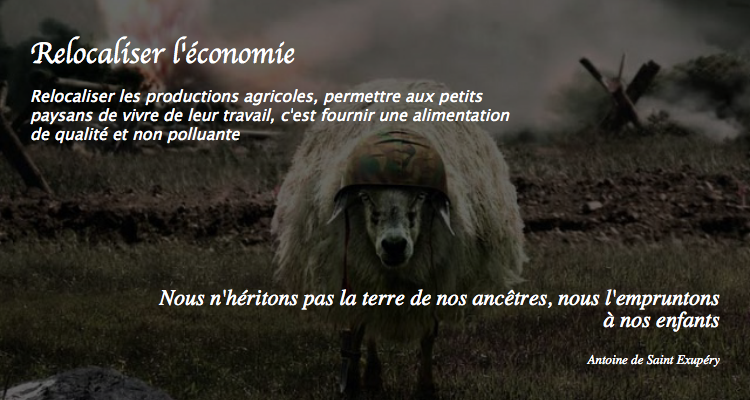 Relocaliser l'économie
Relocaliser les productions agricoles, permettre aux petits
paysans de vivre de leur travail, c'est fournir une alimentation
de qualité et non polluante
Nous n'héritons pas la terre de nos ancêtres, nous l'empruntons
à nos enfants
Antoine de Saint Exupéry